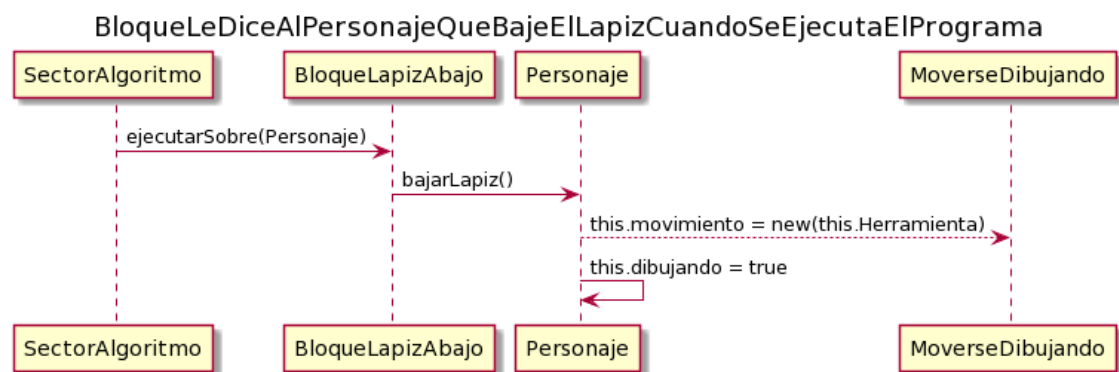 BloqueLeDiceAlPersonajeQueBajeElLapizCuandoSeEjecutaElPrograma
SectorAlgoritmo BloqueLapizAbajo Personaje MoverseDibujando
ejecutarSobre(Personaje)
bajarLapiz()
this.movimiento = new(this.Herramienta)
this.dibujando = true
SectorAlgoritmo BloqueLapizAbajo Personaje MoverseDibujando